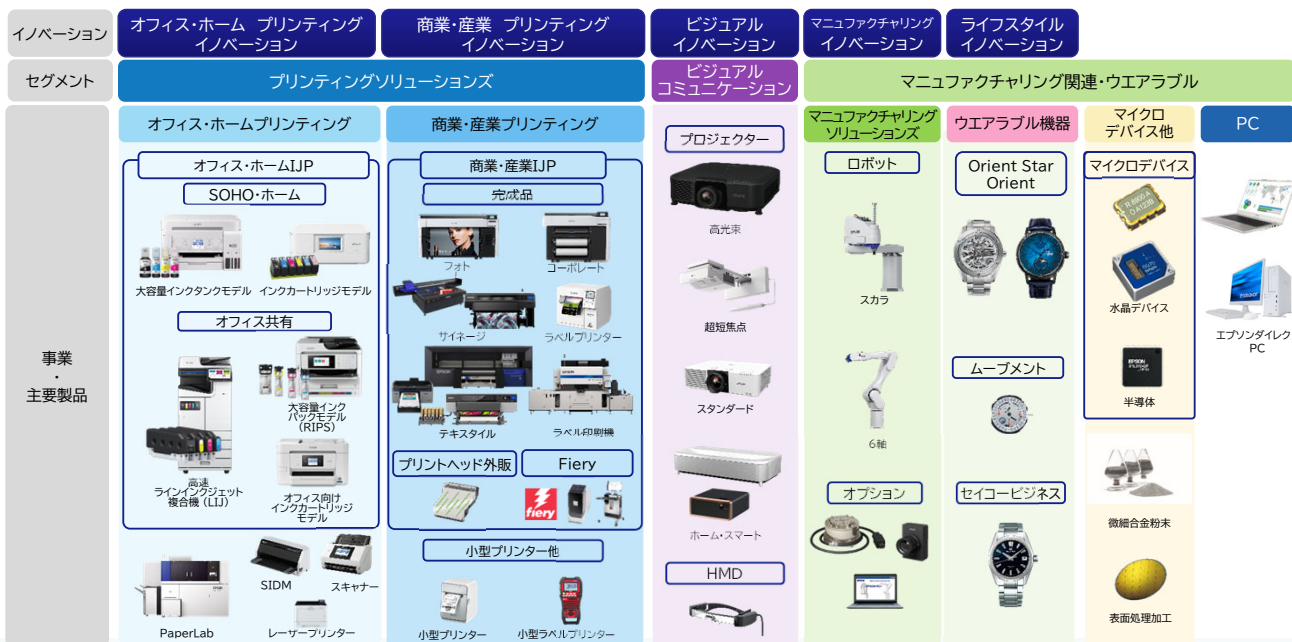 イノベーション
オフィス・ホーム プリンティング
イノベーション
商業・産業 プリンティング
イノベーション
ビジュアル
イノベーション
マニュファクチャリング
イノベーション
ライフスタイル
イノベーション
セグメント
プリンティングソリューションズ
ビジュアル
コミュニケーション
マニュファクチャリング関連・ウエアラブル
事業
・
主要製品
オフィス・ホームプリンティング
オフィス・ホームIJP
SOHO・ホーム
大容量インクタンクモデル
インクカートリッジモデル
オフィス共有
高速
ラインインクジェット
複合機(LIJ)
大容量インク
パックモデル
(RIPS)
オフィス向け
インクカートリッジ
モデル
PaperLab
SIDM
スキャナー
レーザープリンター
商業・産業プリンティング
商業・産業IJP
完成品
フォト
コーポレート
サイネージ
ラベルプリンター
テキスタイル
ラベル印刷機
プリントヘッド外販
Fiery
fiery
小型プリンター他
小型プリンター
小型ラベルプリンター
プロジェクター
高光束
超短焦点
スタンダード
ホーム・スマート
HMD
マニュファクチャリング
ソリューションズ
ロボット
スカラ
6軸
オプション
ウエアラブル機器
Orient Star
Orient
ムーブメント
セイコービジネス
マイクロ
デバイス他
マイクロデバイス
水晶デバイス
EPSON
半導体
微細合金粉末
表面処理加工
PC
エプソンダイレク
PC